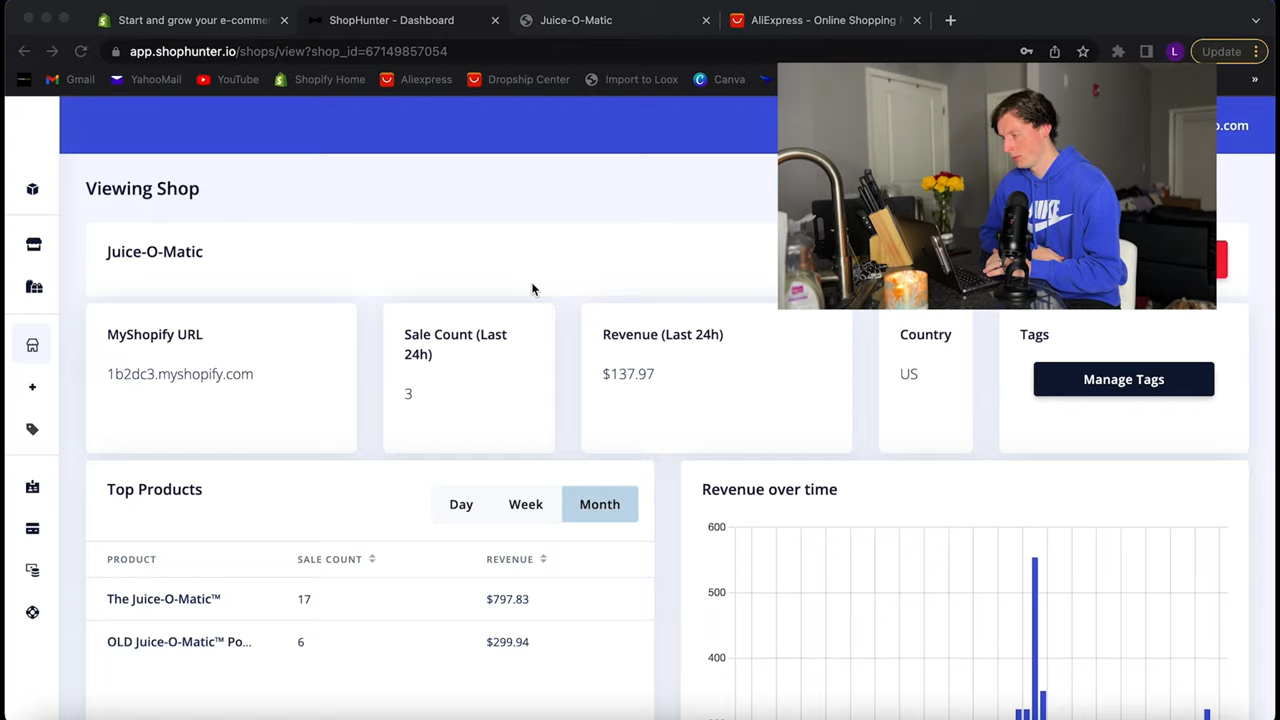 Start and grow your e-commer
ShopHunter - Dashboard
Juice-O-Matic
AliExpress - Online Shopping
app.shophunter.io/shops/view?shop_id=67149857054
L
Update
Gmail
YahooMail
YouTube
Shopify Home
Aliexpress
Dropship Center
Import to Loox
Canva
»
o.com
Viewing Shop
Juice-O-Matic
MyShopify URL
1b2dc3.myshopify.com
Sale Count (Last
24h)
3
Revenue (Last 24h)
$137.97
Country
US
Tags
Manage Tags
Top Products
Day
Week
Month
PRODUCT
SALE COUNT
REVENUE
The Juice-O-Matic™
17
$797.83
OLD Juice-O-Matic™ Po...
6
$299.94
Revenue over time
600
500
400
NIKE